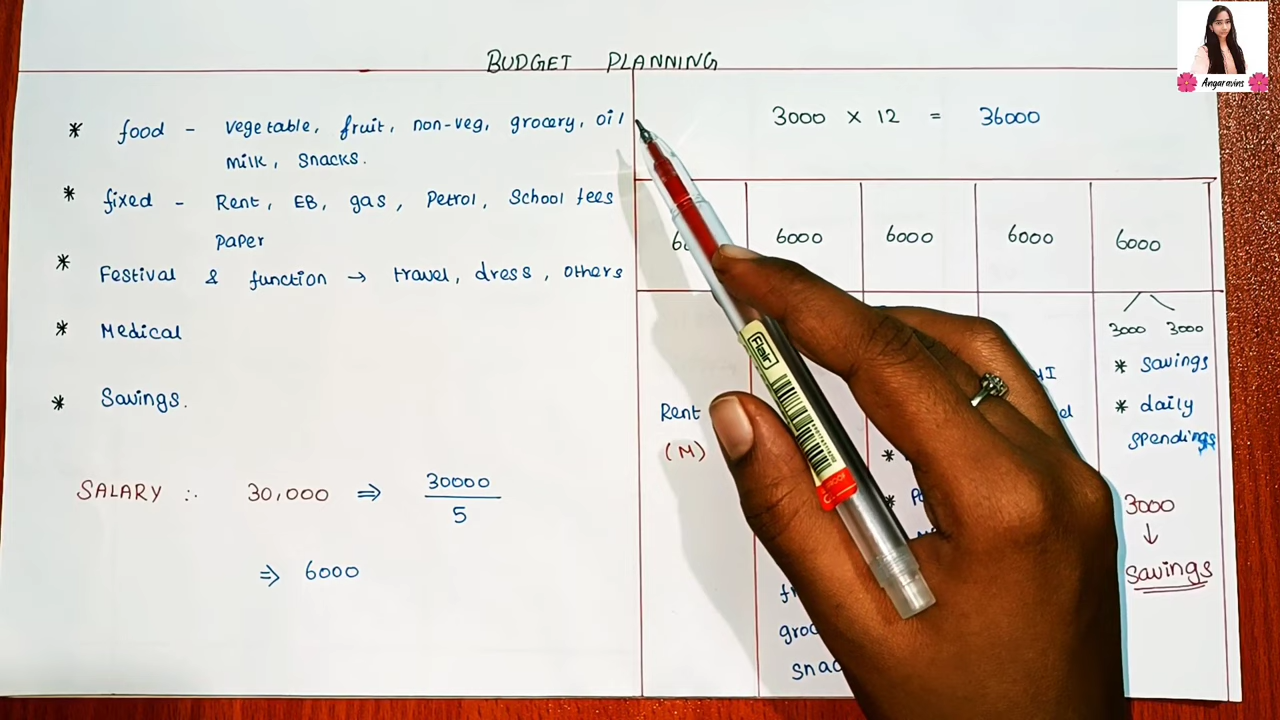 BUDGET PLANNING
* food - vegetable, fruit, non-veg, grocery, oil
milk, snacks.
* fixed - Rent, EB, gas, Petrol, School fees
paper
* Festival & function → travel, dress, others
* Medical
* Savings.
SALARY :- 30,000 ⇒ 30000
5
⇒ 6000
3000 x 12 = 36000
6000 6000 6000 6000
3000 3000
* savings
* daily
spendings
3000
↓
Savings
Rent
(M)
Angaravins
Flair